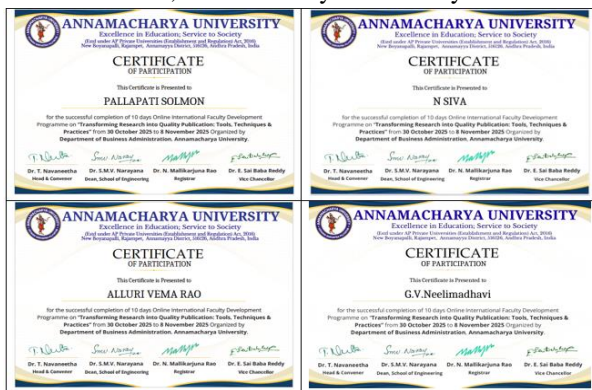 ANNAMACHARYA UNIVERSITY
Excellence in Education; Service to Society
(Estd under AP Private Universities (Establishment and Regulation) Act, 2016)
New Boyanapalli, Rajampet, Annamayya District, 516126, Andhra Pradesh, India
CERTIFICATE
OF PARTICIPATION
This Certificate is Presented to
PALLAPATI SOLMON
for the successful completion of 10 days Online International Faculty Development
Programme on "Transforming Research into Quality Publication: Tools, Techniques &
Practices" from 30 October 2025 to 8 November 2025 Organized by
Department of Business Administration, Annamacharya University.
Dr. T. Navaneetha Dr. S.M.V. Narayana Dr. N. Mallikarjuna Rao Dr. E. Sai Baba Reddy
Head & Convener Dean, School of Engineering Registrar Vice Chancellor
ANNAMACHARYA UNIVERSITY
Excellence in Education; Service to Society
(Estd under AP Private Universities (Establishment and Regulation) Act, 2016)
New Boyanapalli, Rajampet, Annamayya District, 516126, Andhra Pradesh, India
CERTIFICATE
OF PARTICIPATION
This Certificate is Presented to
N SIVA
for the successful completion of 10 days Online International Faculty Development
Programme on "Transforming Research into Quality Publication: Tools, Techniques &
Practices" from 30 October 2025 to 8 November 2025 Organized by
Department of Business Administration, Annamacharya University.
Dr. T. Navaneetha Dr. S.M.V. Narayana Dr. N. Mallikarjuna Rao Dr. E. Sai Baba Reddy
Head & Convener Dean, School of Engineering Registrar Vice Chancellor
ANNAMACHARYA UNIVERSITY
Excellence in Education; Service to Society
(Estd under AP Private Universities (Establishment and Regulation) Act, 2016)
New Boyanapalli, Rajampet, Annamayya District, 516126, Andhra Pradesh, India
CERTIFICATE
OF PARTICIPATION
This Certificate is Presented to
ALLURI VEMA RAO
for the successful completion of 10 days Online International Faculty Development
Programme on "Transforming Research into Quality Publication: Tools, Techniques &
Practices" from 30 October 2025 to 8 November 2025 Organized by
Department of Business Administration, Annamacharya University.
Dr. T. Navaneetha Dr. S.M.V. Narayana Dr. N. Mallikarjuna Rao Dr. E. Sai Baba Reddy
Head & Convener Dean, School of Engineering Registrar Vice Chancellor
ANNAMACHARYA UNIVERSITY
Excellence in Education; Service to Society
(Estd under AP Private Universities (Establishment and Regulation) Act, 2016)
New Boyanapalli, Rajampet, Annamayya District, 516126, Andhra Pradesh, India
CERTIFICATE
OF PARTICIPATION
This Certificate is Presented to
G.V.Neelimadhavi
for the successful completion of 10 days Online International Faculty Development
Programme on "Transforming Research into Quality Publication: Tools, Techniques &
Practices" from 30 October 2025 to 8 November 2025 Organized by
Department of Business Administration, Annamacharya University.
Dr. T. Navaneetha Dr. S.M.V. Narayana Dr. N. Mallikarjuna Rao Dr. E. Sai Baba Reddy
Head & Convener Dean, School of Engineering Registrar Vice Chancellor